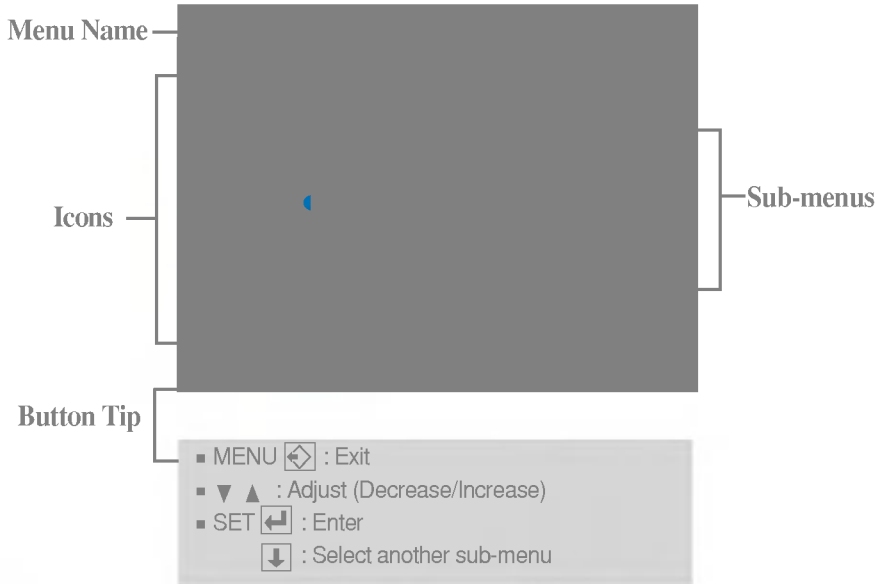 Menu Name
Icons
Sub-menus
Button Tip
▪ MENU : Exit
▪ ▼ ▲ : Adjust (Decrease/Increase)
▪ SET : Enter
: Select another sub-menu